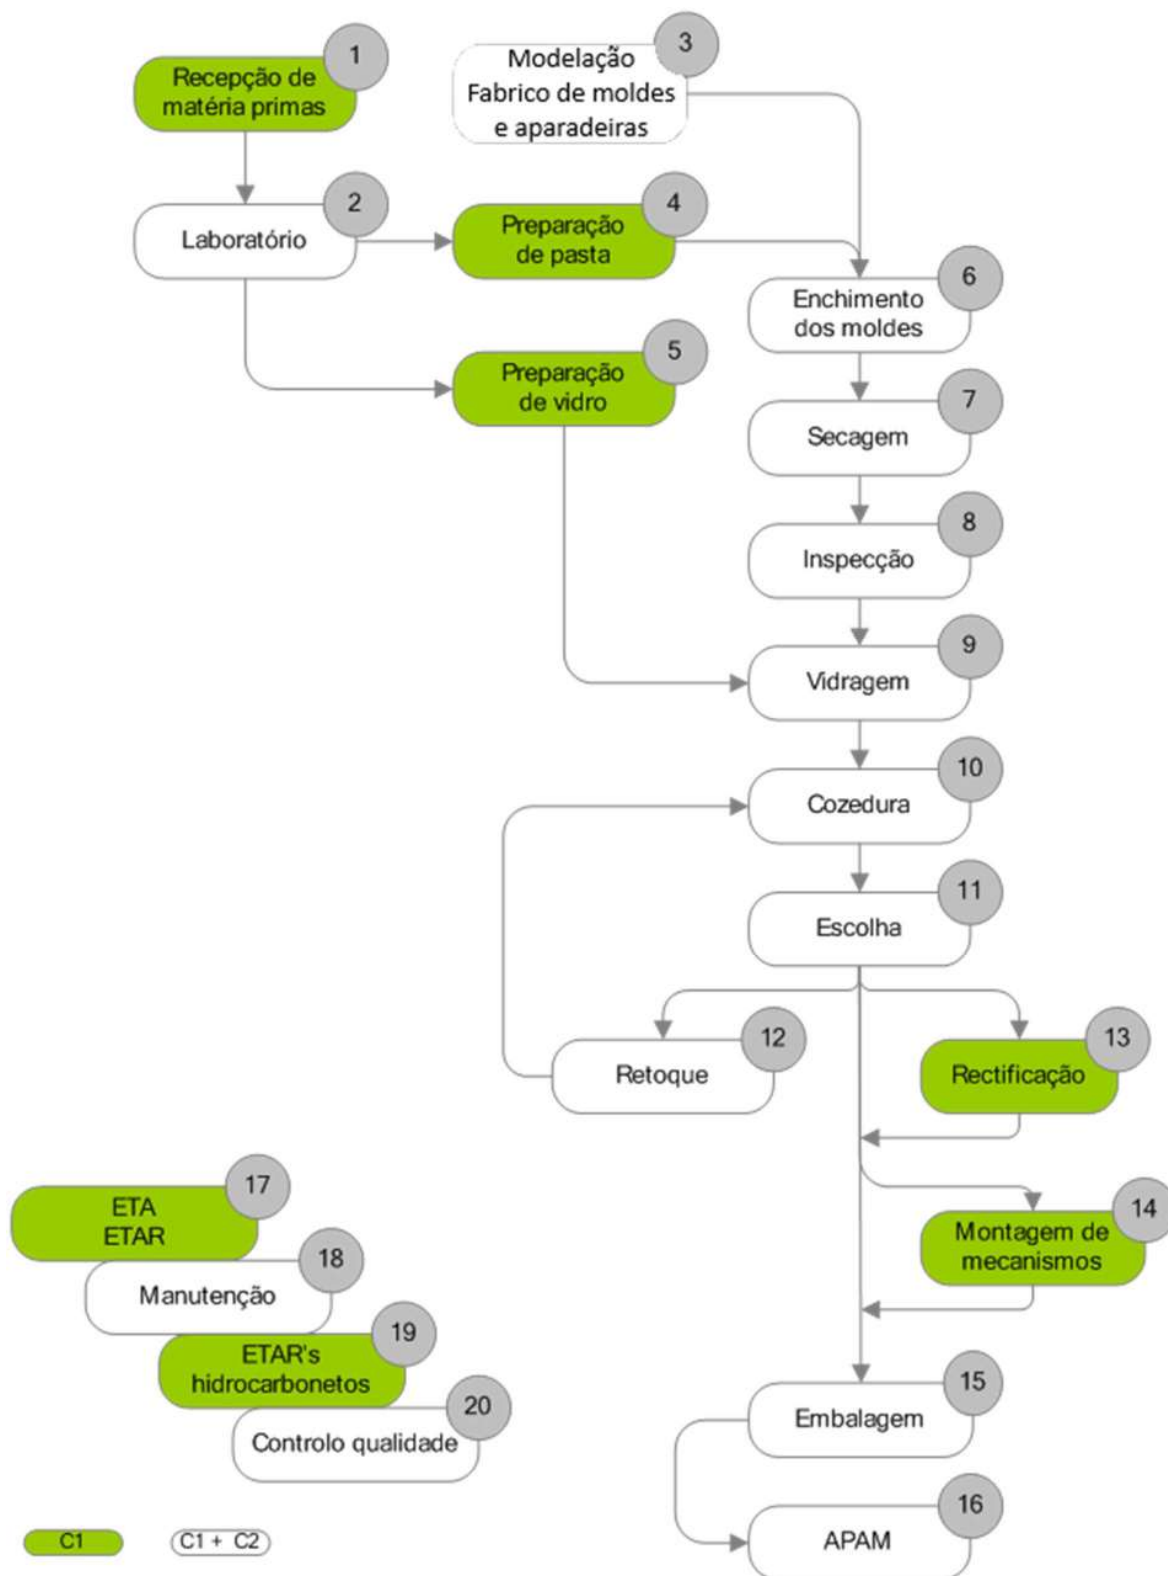 1
Recepção de
matéria primas
3
Modelação
Fabrico de moldes
e aparadeiras
2
Laboratório
4
Preparação
de pasta
6
Enchimento
dos moldes
5
Preparação
de vidro
7
Secagem
8
Inspecção
9
Vidragem
10
Cozedura
11
Escolha
12
Retoque
13
Rectificação
14
Montagem de
mecanismos
17
ETA
ETAR
18
Manutenção
19
ETAR's
hidrocarbonetos
20
Controlo qualidade
15
Embalagem
16
APAM
C1
C1 + C2